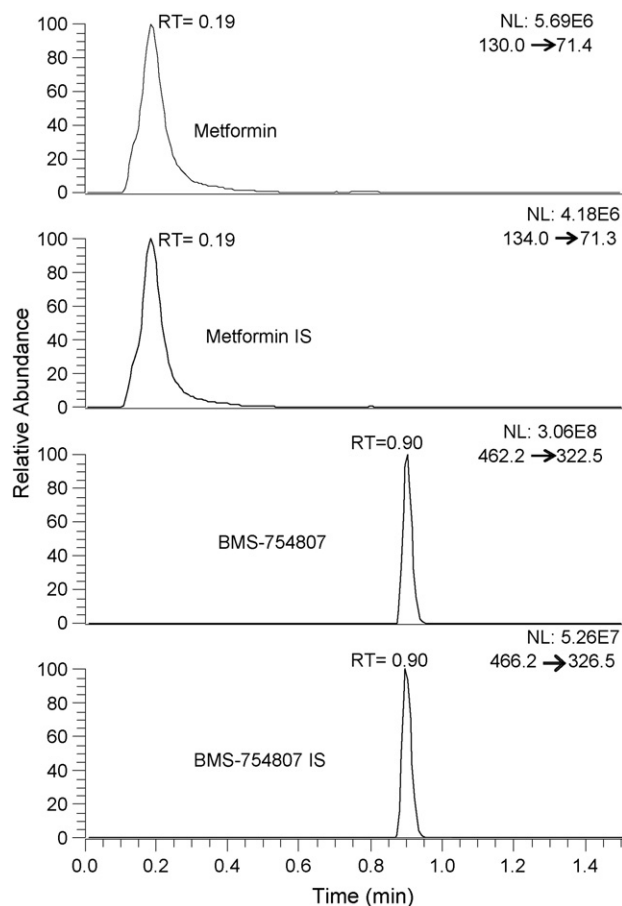 RT= 0.19
NL: 5.69E6
130.0 → 71.4
Metformin
100
80
60
40
20
0
RT= 0.19
NL: 4.18E6
134.0 → 71.3
Metformin IS
100
80
60
40
20
0
Relative Abundance
RT=0.90
NL: 3.06E8
462.2 → 322.5
BMS-754807
100
80
60
40
20
0
RT= 0.90
NL: 5.26E7
466.2 → 326.5
BMS-754807 IS
100
80
60
40
20
0
0.0 0.2 0.4 0.6 0.8 1.0 1.2 1.4
Time (min)